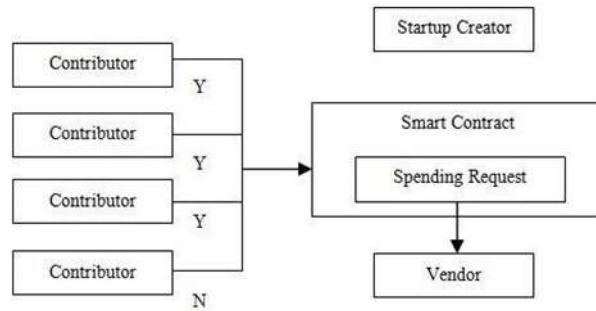 Startup Creator
Contributor
Y
Contributor
Y
Contributor
Y
Contributor
N
Smart Contract
Spending Request
Vendor